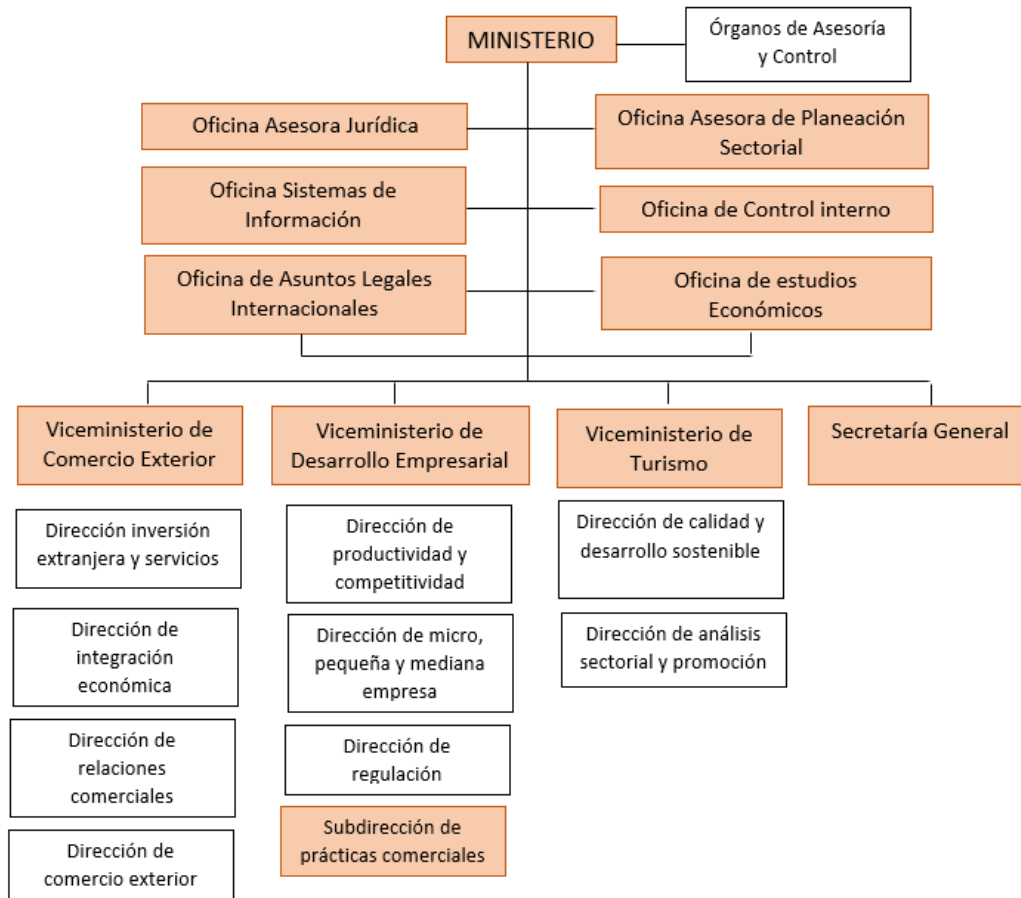 MINISTERIO
Órganos de Asesoría
y Control
Oficina Asesora Jurídica
Oficina Asesora de Planeación
Sectorial
Oficina Sistemas de
Información
Oficina de Control interno
Oficina de Asuntos Legales
Internacionales
Oficina de estudios
Económicos
Viceministerio de
Comercio Exterior
Viceministerio de
Desarrollo Empresarial
Viceministerio de
Turismo
Secretaría General
Dirección inversión
extranjera y servicios
Dirección de
integración
económica
Dirección de
relaciones
comerciales
Dirección de
comercio exterior
Dirección de
productividad y
competitividad
Dirección de micro,
pequeña y mediana
empresa
Dirección de
regulación
Subdirección de
prácticas comerciales
Dirección de calidad y
desarrollo sostenible
Dirección de análisis
sectorial y promoción